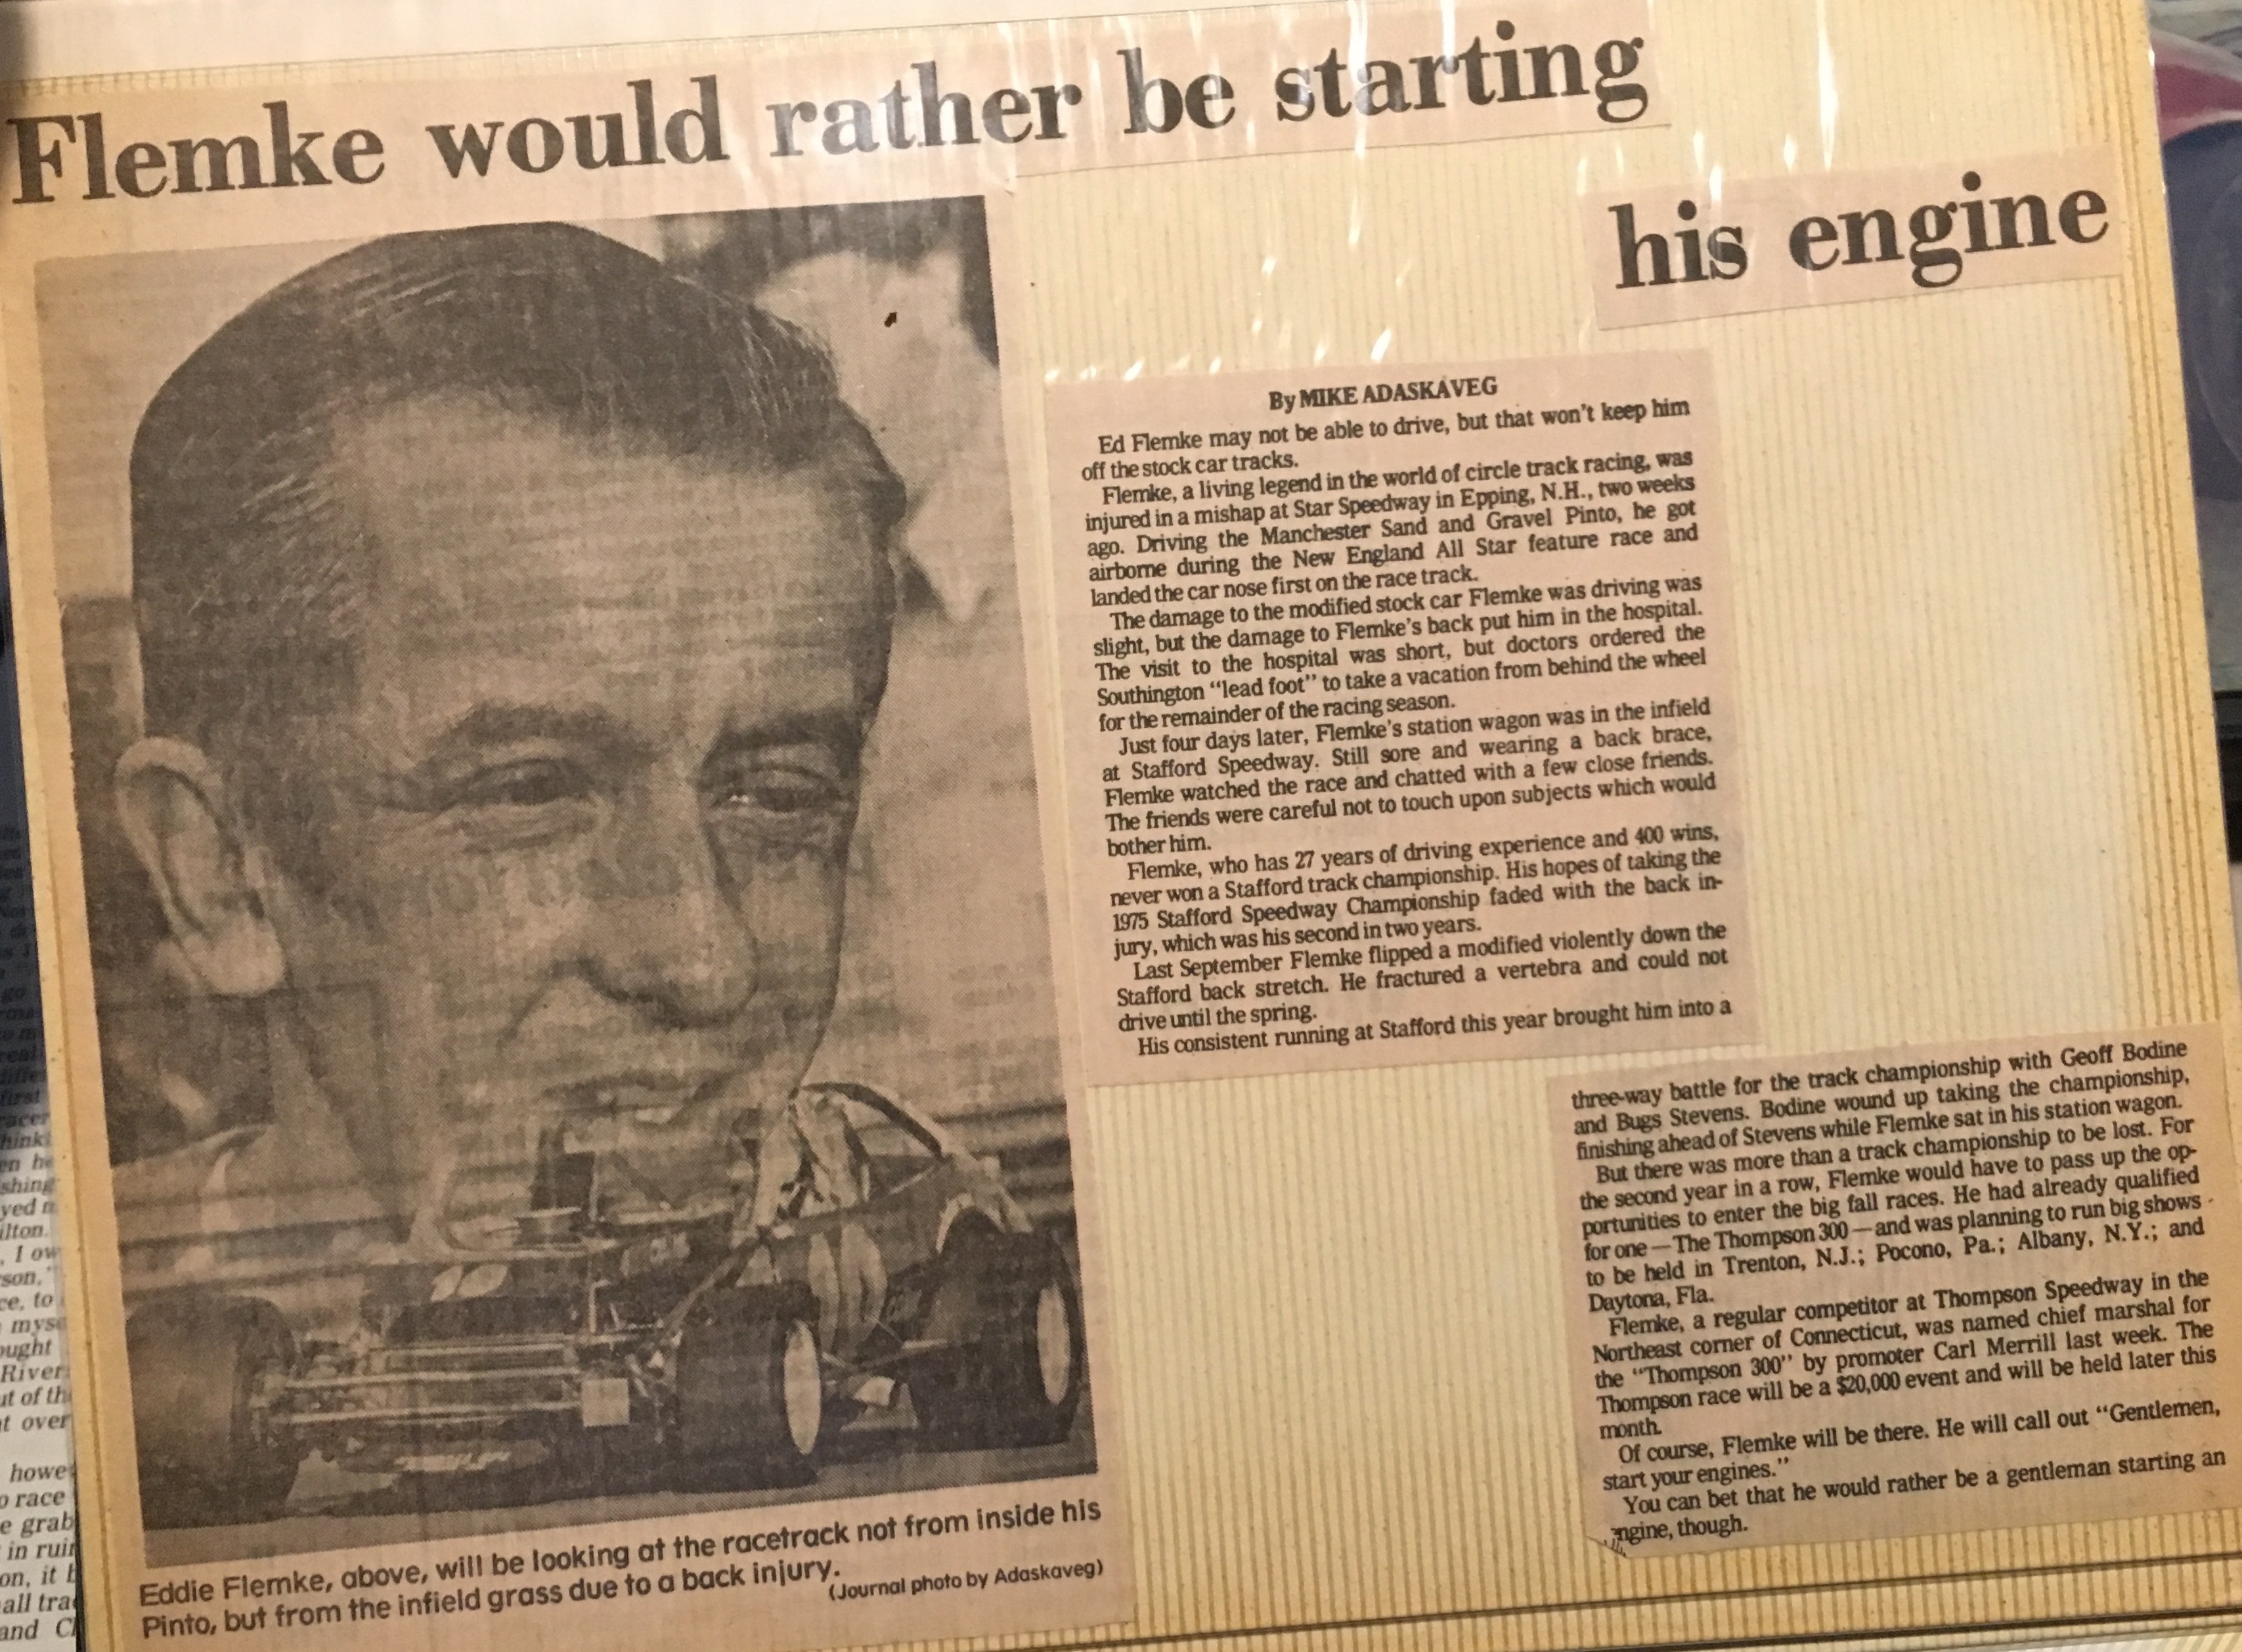 Flemke would rather be starting
his engine
By MIKE ADASKAVEG
Ed Flemke may not be able to drive, but that won't keep him
off the stock car tracks.
Flemke, a living legend in the world of circle track racing, was
injured in a mishap at Star Speedway in Epping, N.H., two weeks
ago. Driving the Manchester Sand and Gravel Pinto, he got
airborne during the New England All Star feature race and
landed the car nose first on the race track.
The damage to the modified stock car Flemke was driving was
slight, but the damage to Flemke's back put him in the hospital.
The visit to the hospital was short, but doctors ordered the
Southington "lead foot" to take a vacation from behind the wheel
for the remainder of the racing season.
Just four days later, Flemke's station wagon was in the infield
at Stafford Speedway. Still sore and wearing a back brace,
Flemke watched the race and chatted with a few close friends.
The friends were careful not to touch upon subjects which would
bother him.
Flemke, who has 27 years of driving experience and 400 wins,
never won a Stafford track championship. His hopes of taking the
1975 Stafford Speedway Championship faded with the back in-
jury, which was his second in two years.
Last September Flemke flipped a modified violently down the
Stafford back stretch. He fractured a vertebra and could not
drive until the spring.
His consistent running at Stafford this year brought him into a
three-way battle for the track championship with Geoff Bodine
and Bugs Stevens. Bodine wound up taking the championship,
finishing ahead of Stevens while Flemke sat in his station wagon.
But there was more than a track championship to be lost. For
the second year in a row, Flemke would have to pass up the op-
portunities to enter the big fall races. He had already qualified
for one — The Thompson 300 — and was planning to run big shows
to be held in Trenton, N.J.; Pocono, Pa.; Albany, N.Y.; and
Daytona, Fla.
Flemke, a regular competitor at Thompson Speedway in the
Northeast corner of Connecticut, was named chief marshal for
the "Thompson 300" by promoter Carl Merrill last week. The
Thompson race will be a $20,000 event and will be held later this
month.
Of course, Flemke will be there. He will call out "Gentlemen,
start your engines."
You can bet that he would rather be a gentleman starting an
ngine, though.
Eddie Flemke, above, will be looking at the racetrack not from inside his
Pinto, but from the infield grass due to a back injury.
(Journal photo by Adaskaveg)